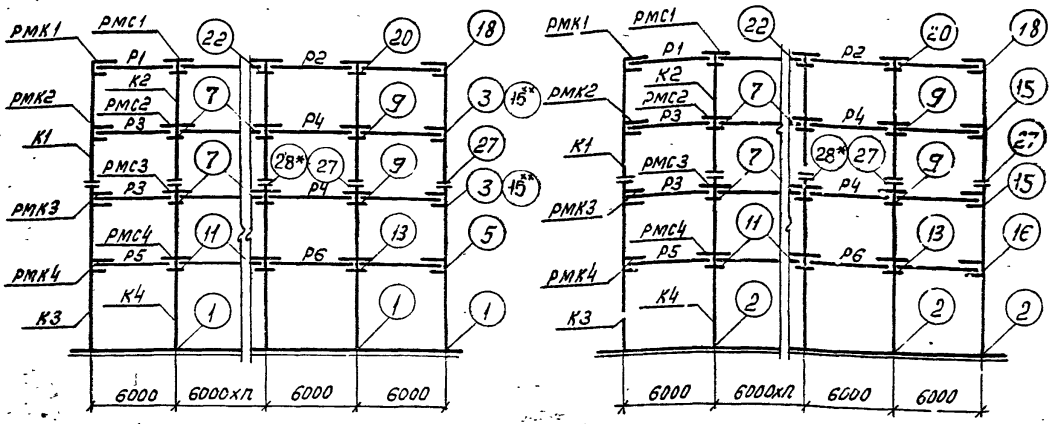 РМК1 РМС1 22 20 18
Р1 Р2
К2
РМК2 РМС2 7 9 3 15**
Р3 Р4
К1 28* 27 27
РМС3 7 9
Р3 Р4 3 15**
РМК3
РМС4 11 13 5
Р5 Р6
РМК4
К4 1 1 1
К3
6000 6000хп 6000 6000
РМК1 РМС1 22 20 18
Р1 Р2
К2
РМК2 РМС2 7 9 15
Р3 Р4
К1 28* 27 27
РМС3 7 9 15
Р3 Р4
РМК3
РМС4 11 13 16
Р5 Р6
РМК4
К4 2 2 2
К3
6000 6000хп 6000 6000